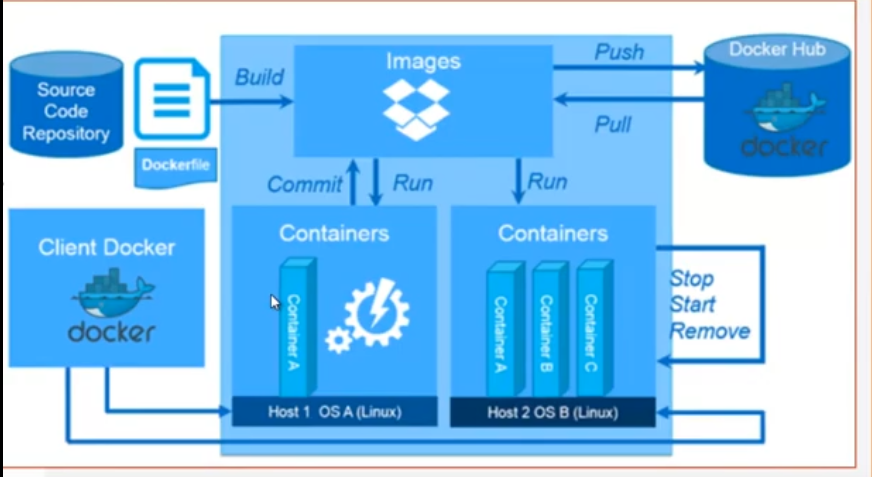 Source
Code
Repository
Dockerfile
Build
Images
Push
Pull
Docker Hub
docker
Commit
Run
Run
Client Docker
docker
Containers
Container A
Host 1 OS A (Linux)
Containers
Container A
Container B
Container C
Host 2 OS B (Linux)
Stop
Start
Remove